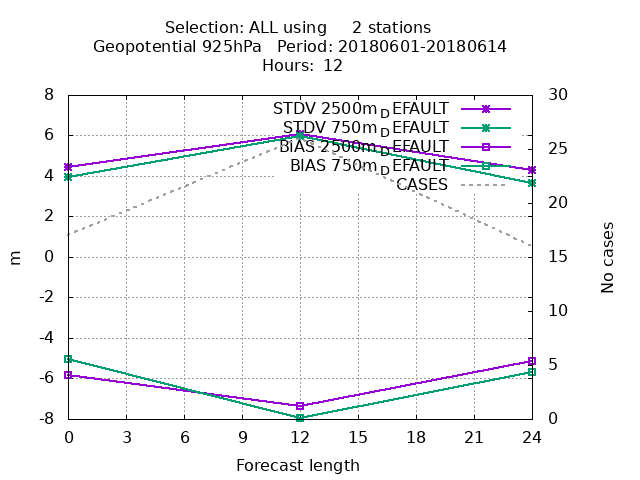 Selection: ALL using 2 stations
Geopotential 925hPa Period: 20180601-20180614
Hours: 12
8 30
STDV 2500m_DEFAULT
STDV 750m_DEFAULT
6 25
BIAS 2500m_DEFAULT
BIAS 750m_DEFAULT
4
CASES
20
2
0 15
m
No cases
-2
10
-4
5
-6
-8 0
0 3 6 9 12 15 18 21 24
Forecast length